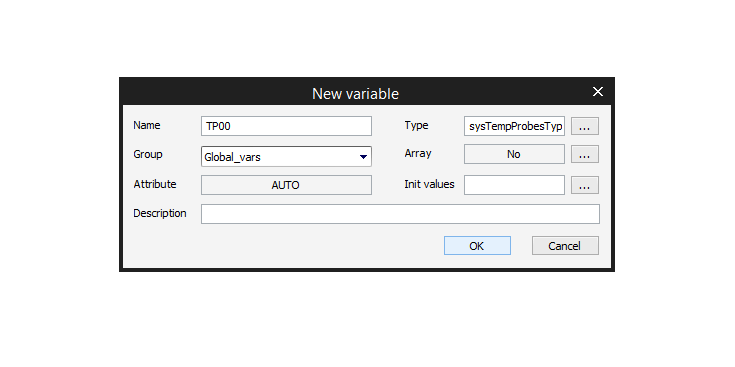 New variable
Name TP00 Type sysTempProbesTyp ...
Group Global_vars Array No ...
Attribute AUTO Init values ...
Description
OK Cancel